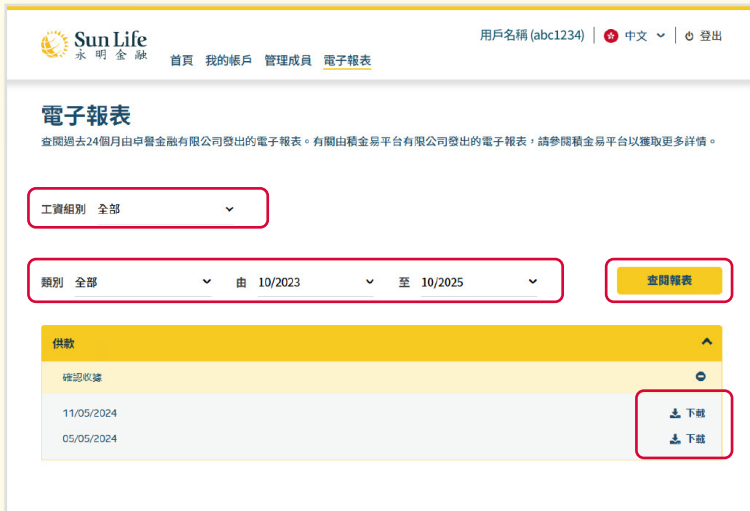 Sun Life
永明金融
首頁 我的帳戶 管理成員 電子報表
用戶名稱 (abc1234) 中文 登出
電子報表
查閱過去24個月由卓譽金融有限公司發出的電子報表。有關由積金易平台有限公司發出的電子報表，請參閱積金易平台以獲取更多詳情。
工資組別 全部
類別 全部 由 10/2023 至 10/2025 查閱報表
供款
確認收據
11/05/2024 下載
05/05/2024 下載